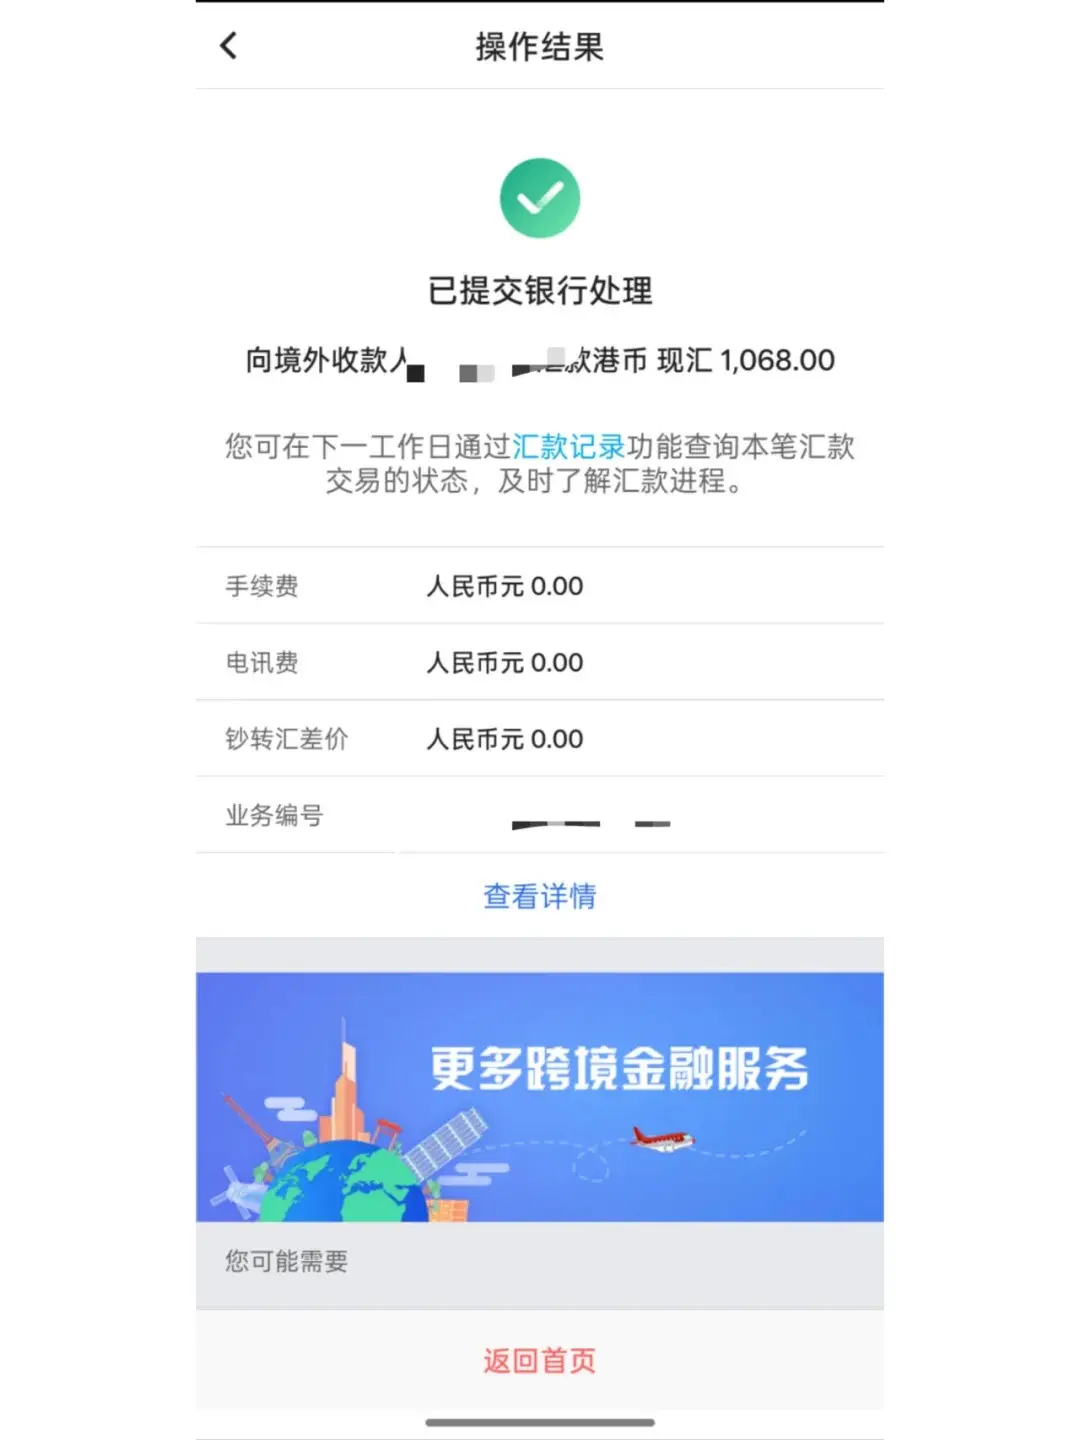 操作结果
已提交银行处理
向境外收款人 款港币 现汇 1,068.00
您可在下一工作日通过汇款记录功能查询本笔汇款
交易的状态，及时了解汇款进程。
手续费 人民币元 0.00
电讯费 人民币元 0.00
钞转汇差价 人民币元 0.00
业务编号
查看详情
更多跨境金融服务
您可能需要
返回首页